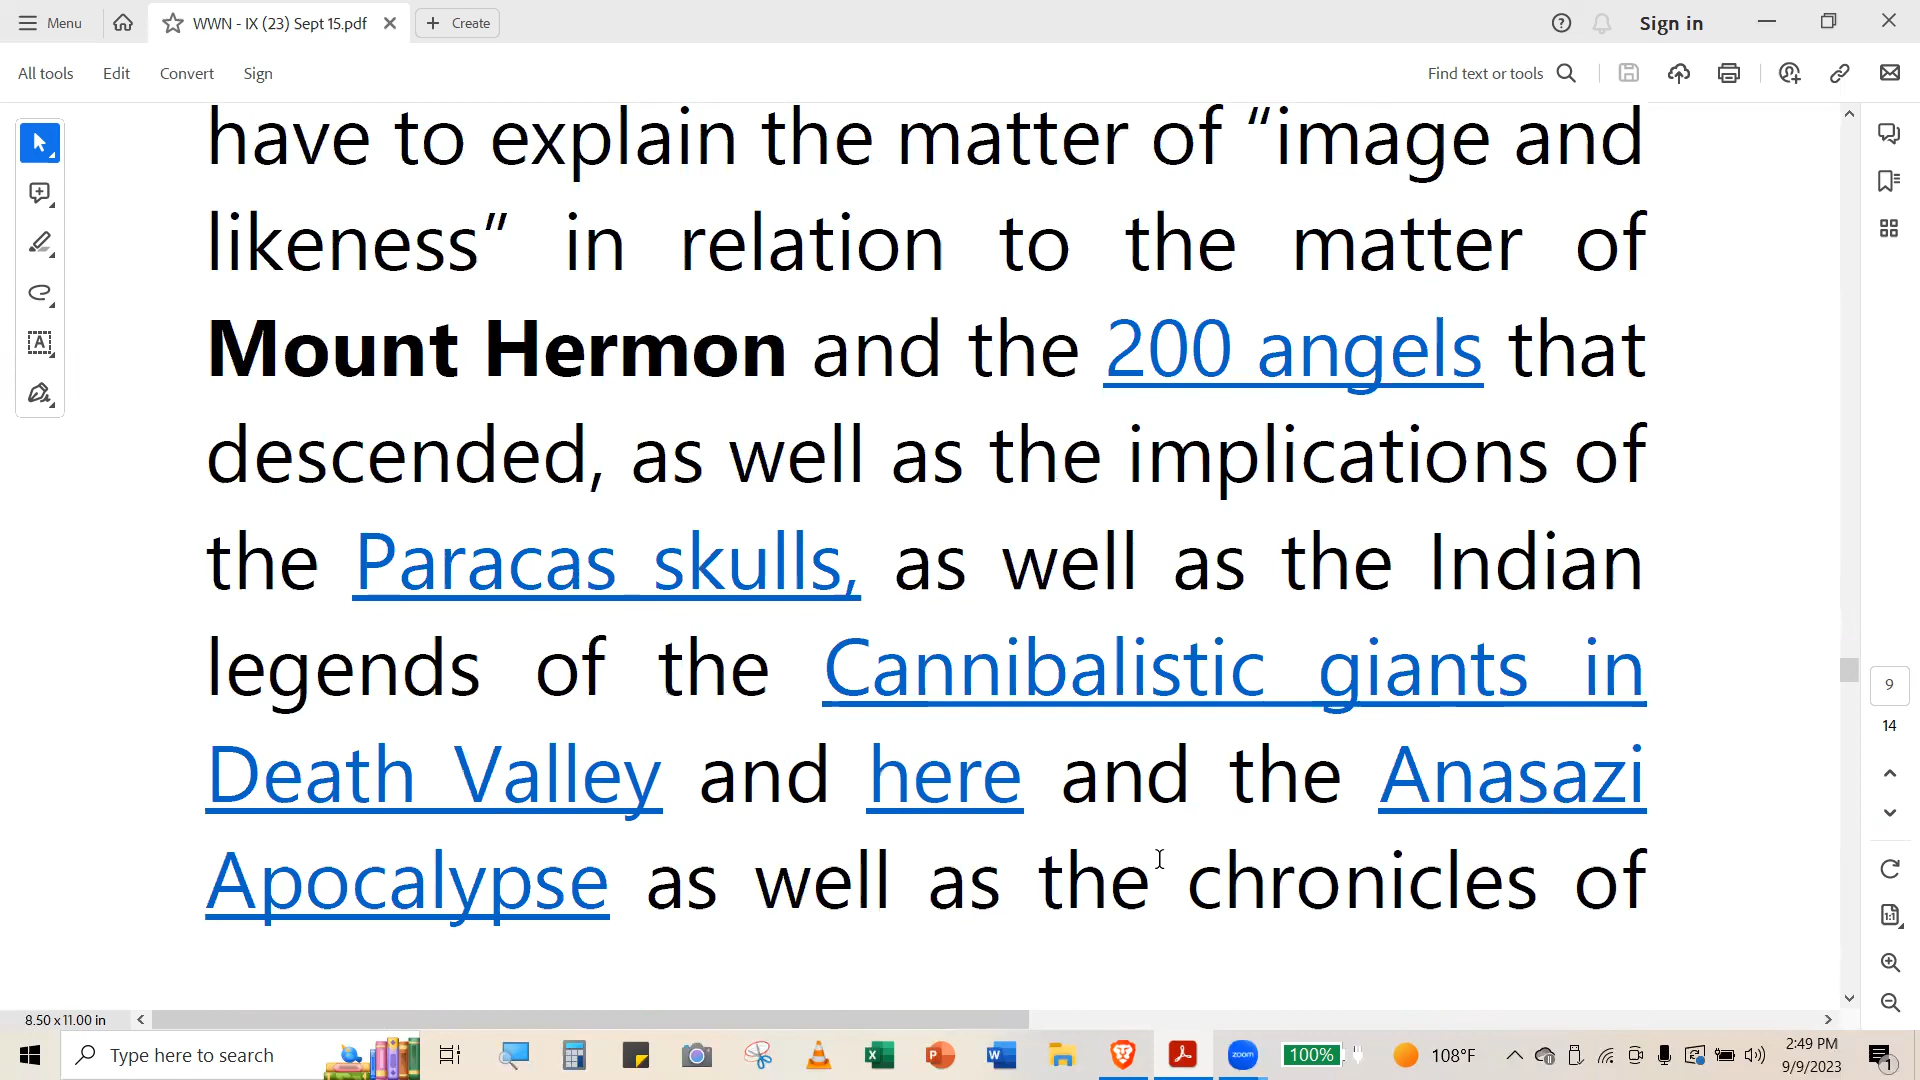 Menu
WWN - IX (23) Sept 15.pdf
Create
Sign in
All tools Edit Convert Sign
Find text or tools
have to explain the matter of “image and
likeness” in relation to the matter of
Mount Hermon and the 200 angels that
descended, as well as the implications of
the Paracas skulls, as well as the Indian
legends of the Cannibalistic giants in
Death Valley and here and the Anasazi
Apocalypse as well as the chronicles of
9
14
8.50 x 11.00 in
Type here to search
zoom
100%
108°F
2:49 PM
9/9/2023
1